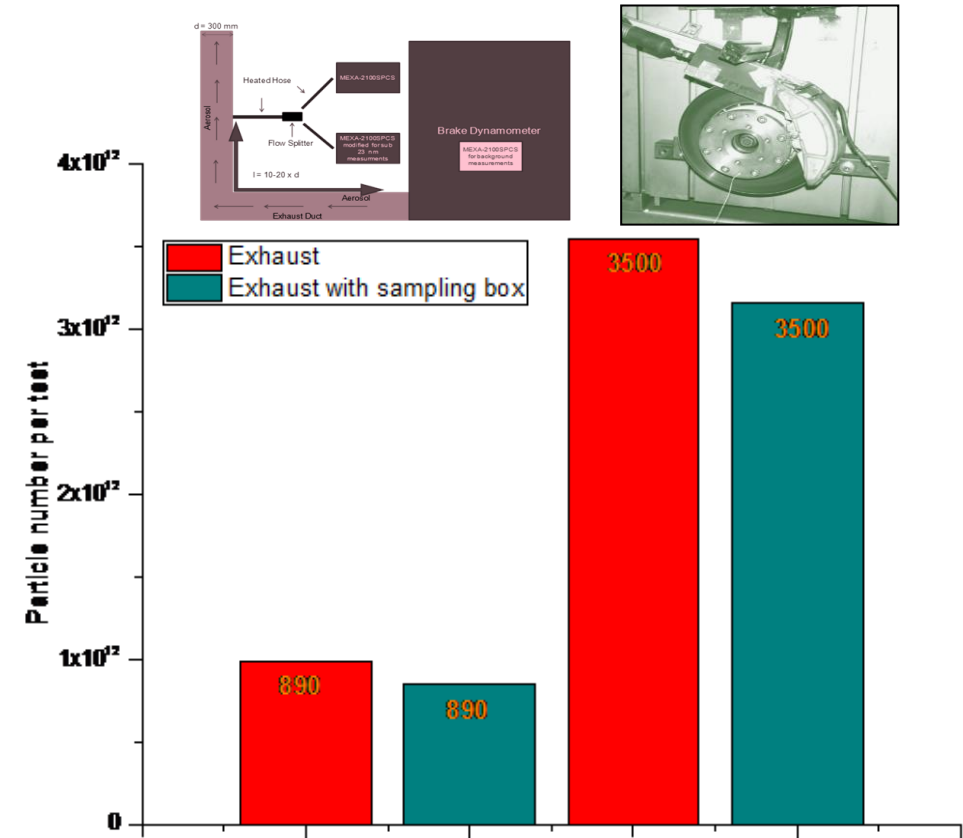 d = 300 mm
Heated Hose
MEXA-2100SPCS
Aerosol
Flow Splitter
MEXA-2100SPCS
modified for sub
23 nm
measurments
Brake Dynamometer
MEXA-2100SPCS
for background
measurements
l = 10-20 x d
Aerosol
Exhaust Duct
4x10¹²
Exhaust
Exhaust with sampling box
3500
3500
3x10¹²
Particle number per test
2x10¹²
1x10¹²
890
890
0